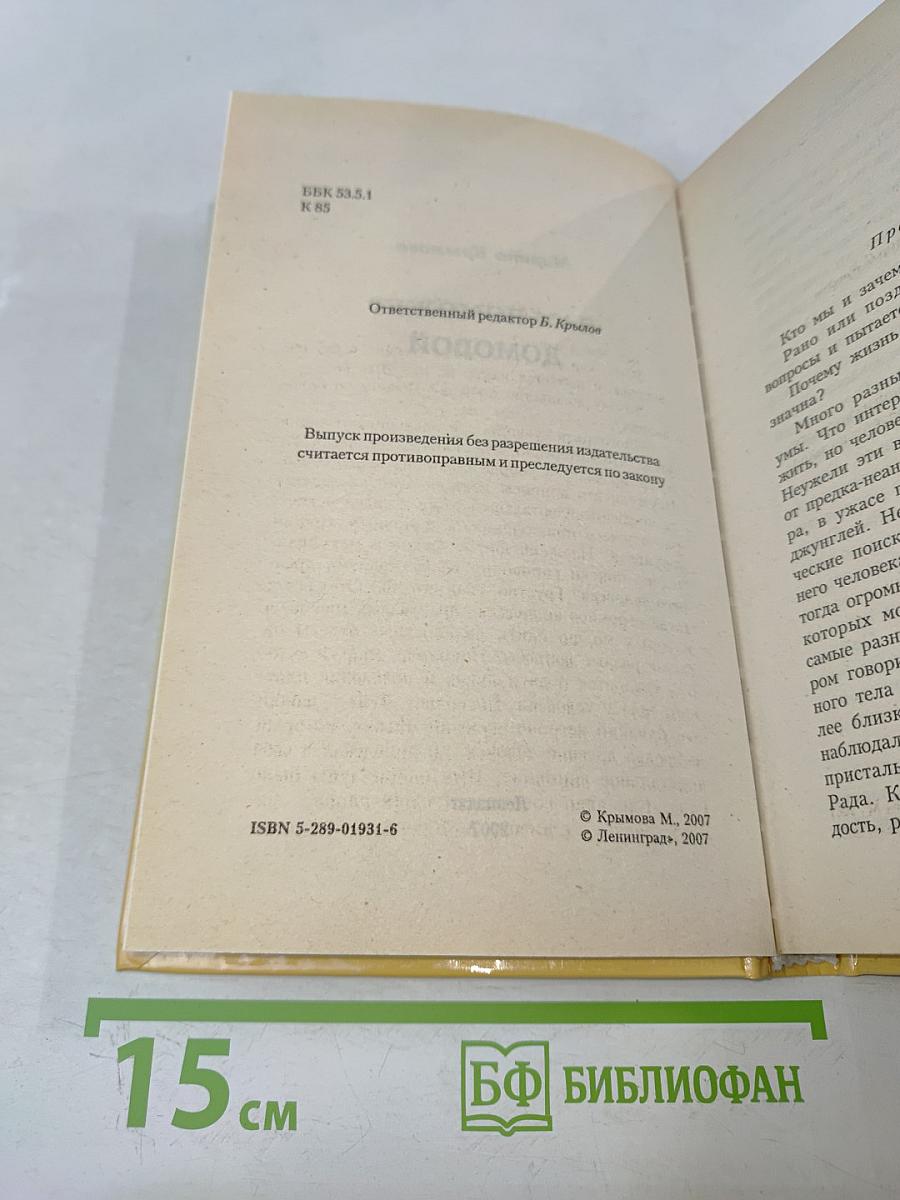 ББК 53.5.1
К 85
Ответственный редактор Б. Крылов
Выпуск произведения без разрешения издательства
считается противоправным и преследуется по закону
ISBN 5-289-01931-6
© Крымова М., 2007
© Ленинград», 2007
Кто мы и зачем
Рано или позд
вопросы и пытает
Почему жизнь
значна?
Много разны
умы. Что интер
жить, но челове
Неужели эти в
от предка-неан
ра, в ужасе п
джунглей. Не
ческие поиск
него человека
тогда огромн
которых мо
самые разн
ром говори
ного тела
лее близк
наблюдал
присталь
Рада. К
дость, р
15 см
БФ БИБЛИОФАН